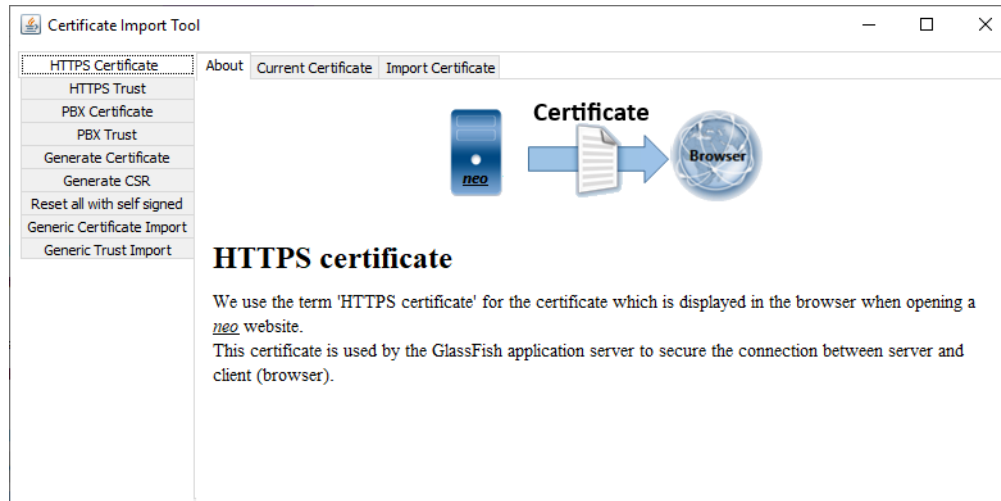 Certificate Import Tool
HTTPS Certificate
HTTPS Trust
PBX Certificate
PBX Trust
Generate Certificate
Generate CSR
Reset all with self signed
Generic Certificate Import
Generic Trust Import
About Current Certificate Import Certificate
Certificate
neo
Browser
HTTPS certificate
We use the term 'HTTPS certificate' for the certificate which is displayed in the browser when opening a
neo website.
This certificate is used by the GlassFish application server to secure the connection between server and
client (browser).